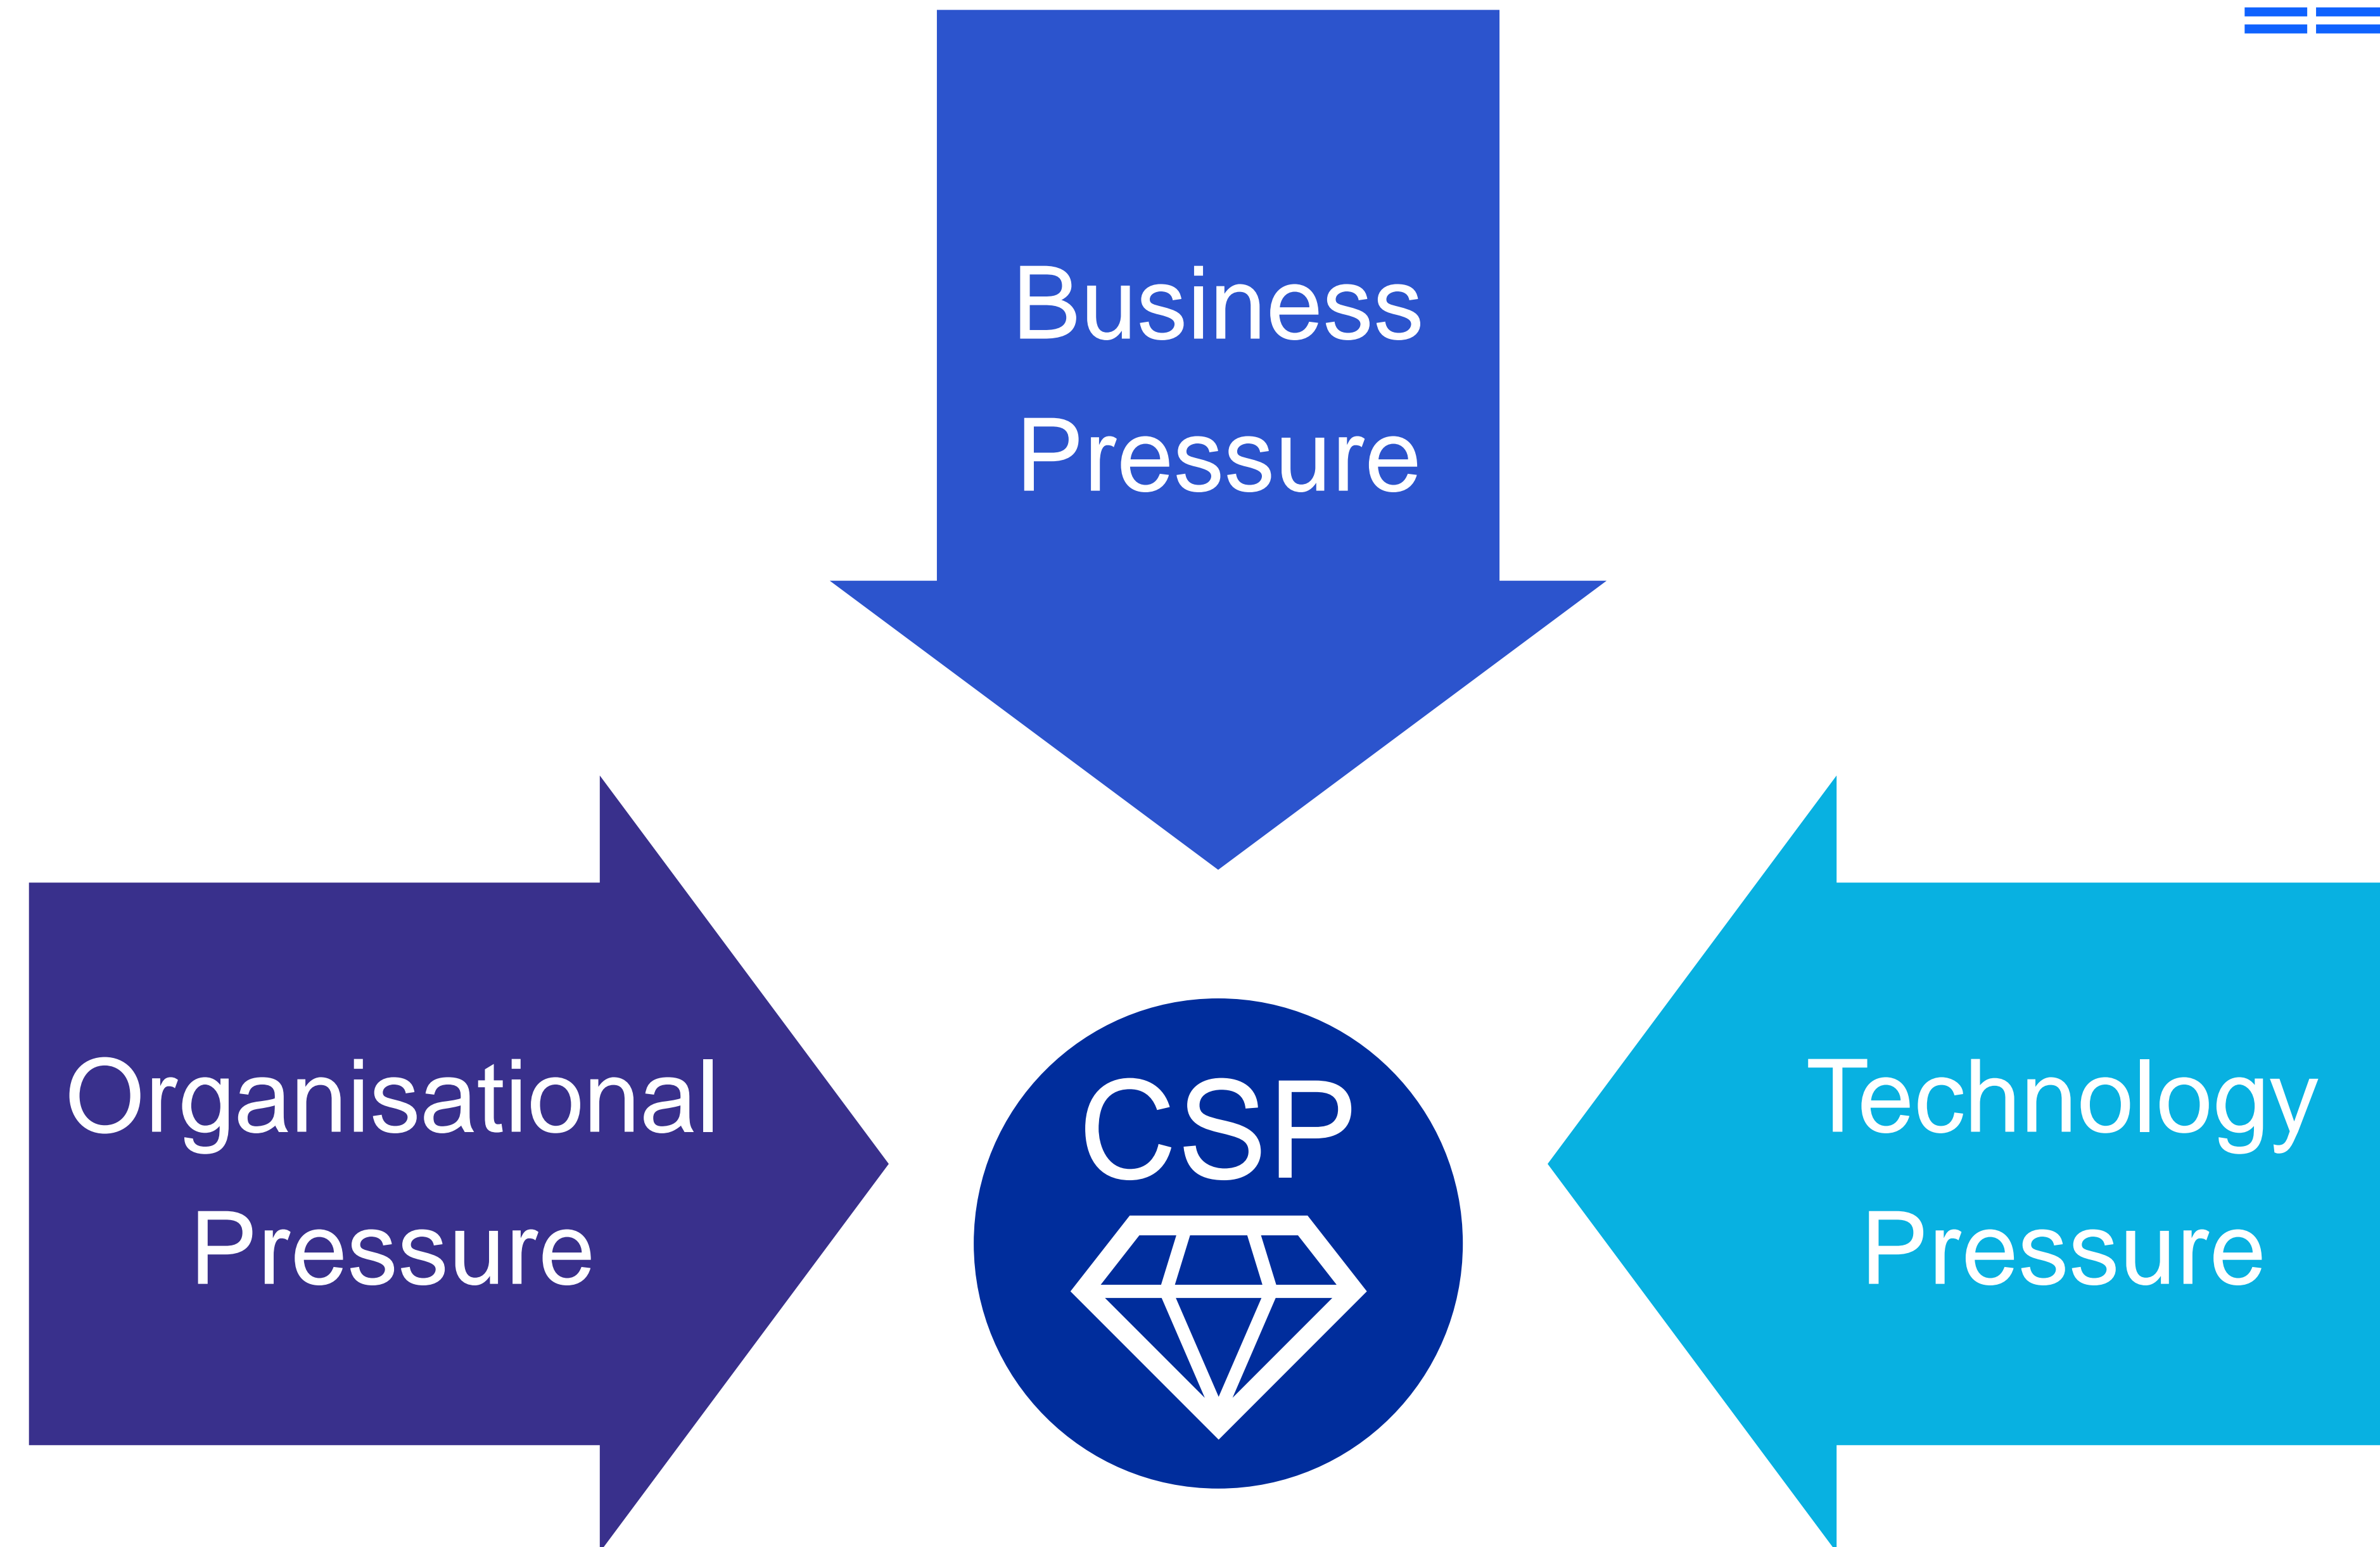 Business
Pressure
Organisational
Pressure
CSP
Technology
Pressure